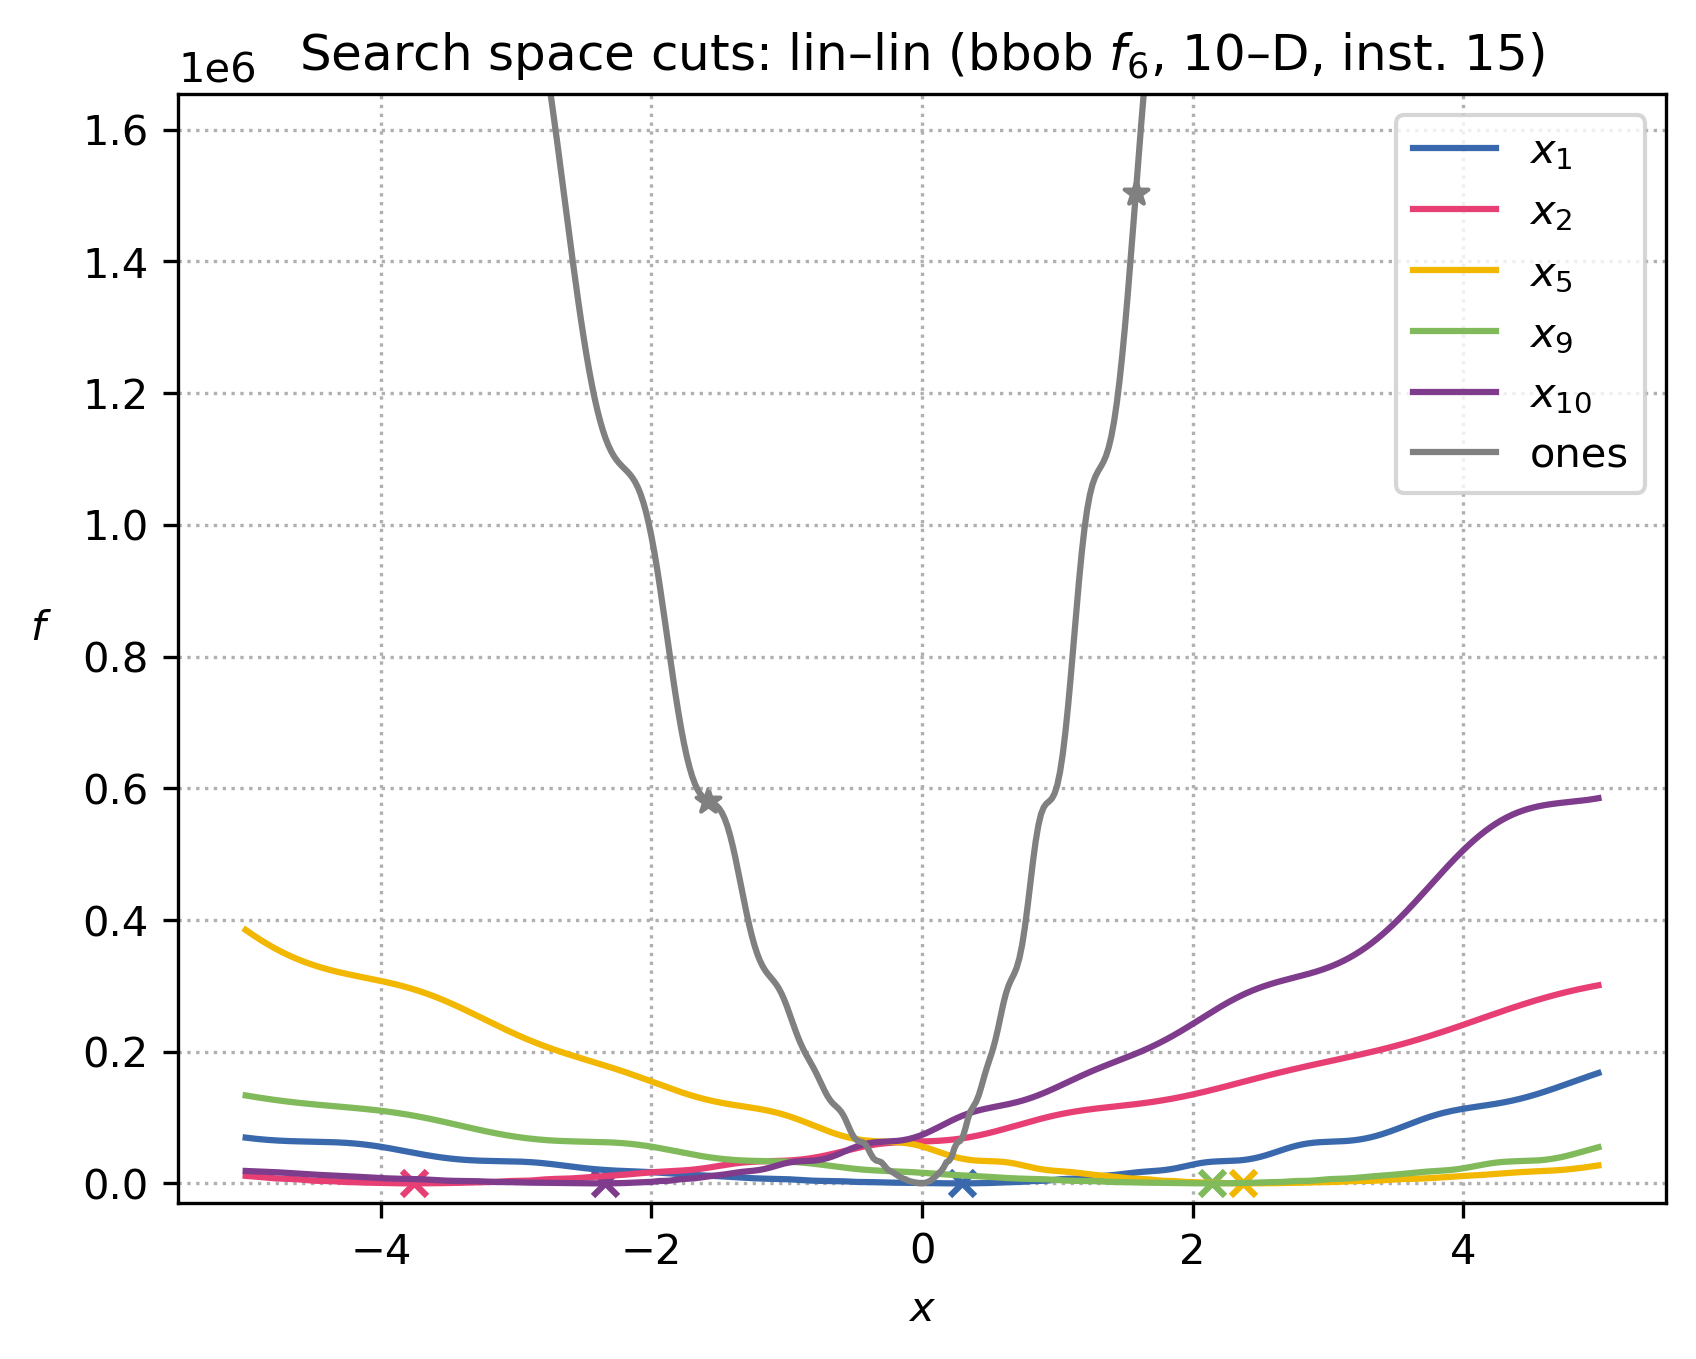 Search space cuts: lin–lin (bbob f₆, 10–D, inst. 15)
1e6
1.6
1.4
1.2
1.0
0.8
0.6
0.4
0.2
0.0
f
−4
−2
0
2
4
x
x₁
x₂
x₅
x₉
x₁₀
ones